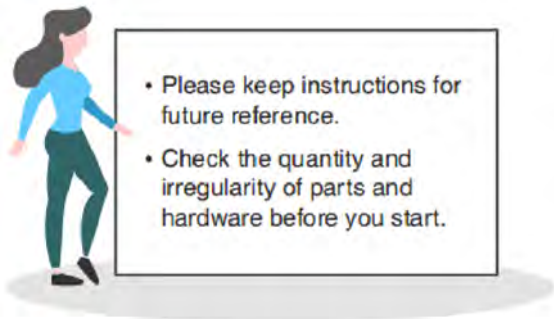 • Please keep instructions for
future reference.
• Check the quantity and
irregularity of parts and
hardware before you start.